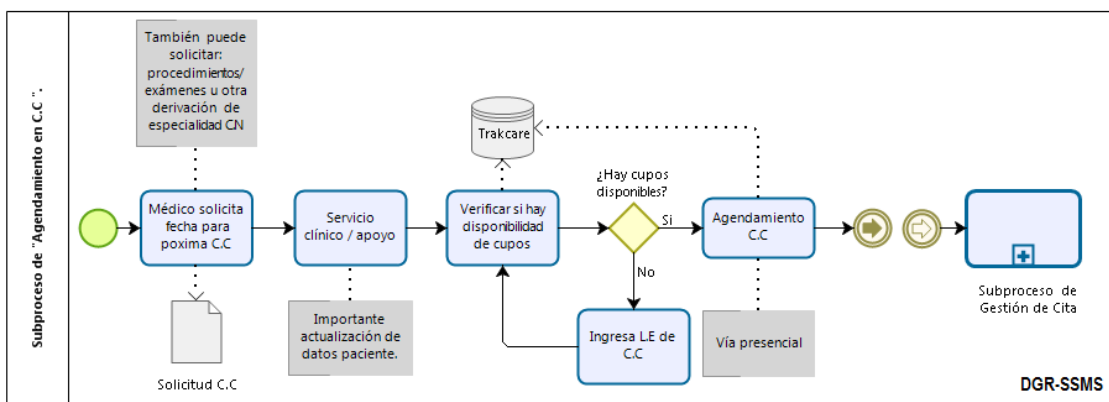 Subproceso de "Agendamiento en C.C ".
También puede
solicitar:
procedimientos/
exámenes u otra
derivación de
especialidad CN
Médico solicita
fecha para
poxima C.C
Solicitud C.C
Servicio
clínico / apoyo
Importante
actualización de
datos paciente.
Trakcare
Verificar si hay
disponibilidad
de cupos
¿Hay cupos
disponibles?
Si
No
Ingresa L.E de
C.C
Agendamiento
C.C
Vía presencial
Subproceso de
Gestión de Cita
DGR-SSMS